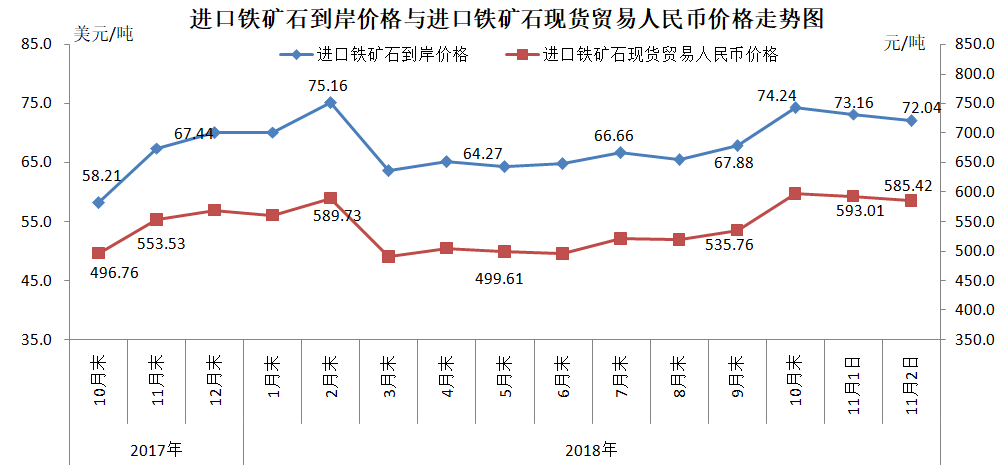 进口铁矿石到岸价格与进口铁矿石现货贸易人民币价格走势图
美元/吨
元/吨
进口铁矿石到岸价格
进口铁矿石现货贸易人民币价格
85.0
75.0
65.0
55.0
45.0
35.0
850.0
800.0
750.0
700.0
650.0
600.0
550.0
500.0
450.0
400.0
350.0
58.21
67.44
75.16
64.27
66.66
67.88
74.24
73.16
72.04
496.76
553.53
589.73
499.61
535.76
593.01
585.42
10月末
11月末
12月末
1月末
2月末
3月末
4月末
5月末
6月末
7月末
8月末
9月末
10月末
11月1日
11月2日
2017年
2018年